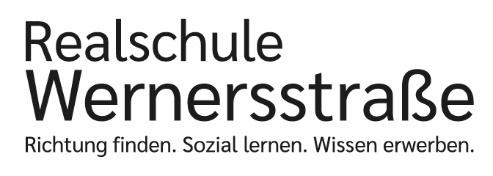 Realschule
Wernersstraße
Richtung finden. Sozial lernen. Wissen erwerben.